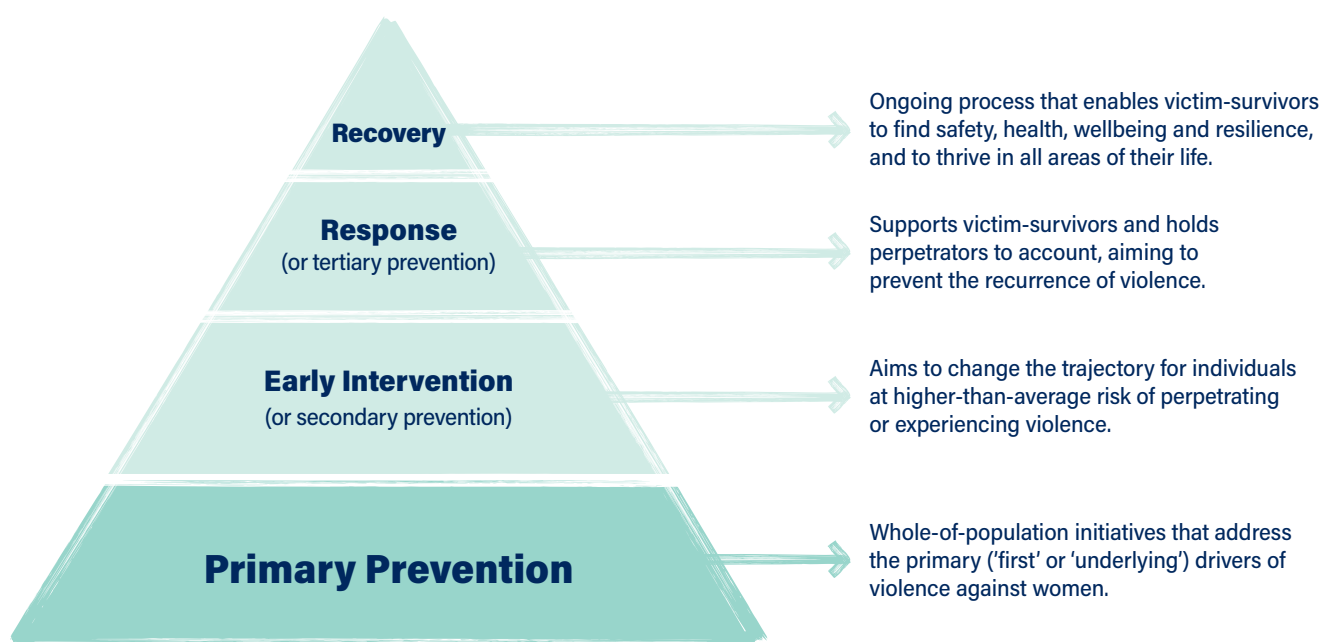 Recovery
Ongoing process that enables victim-survivors
to find safety, health, wellbeing and resilience,
and to thrive in all areas of their life.
Response
(or tertiary prevention)
Supports victim-survivors and holds
perpetrators to account, aiming to
prevent the recurrence of violence.
Early Intervention
(or secondary prevention)
Aims to change the trajectory for individuals
at higher-than-average risk of perpetrating
or experiencing violence.
Primary Prevention
Whole-of-population initiatives that address
the primary (‘first’ or ‘underlying’) drivers of
violence against women.